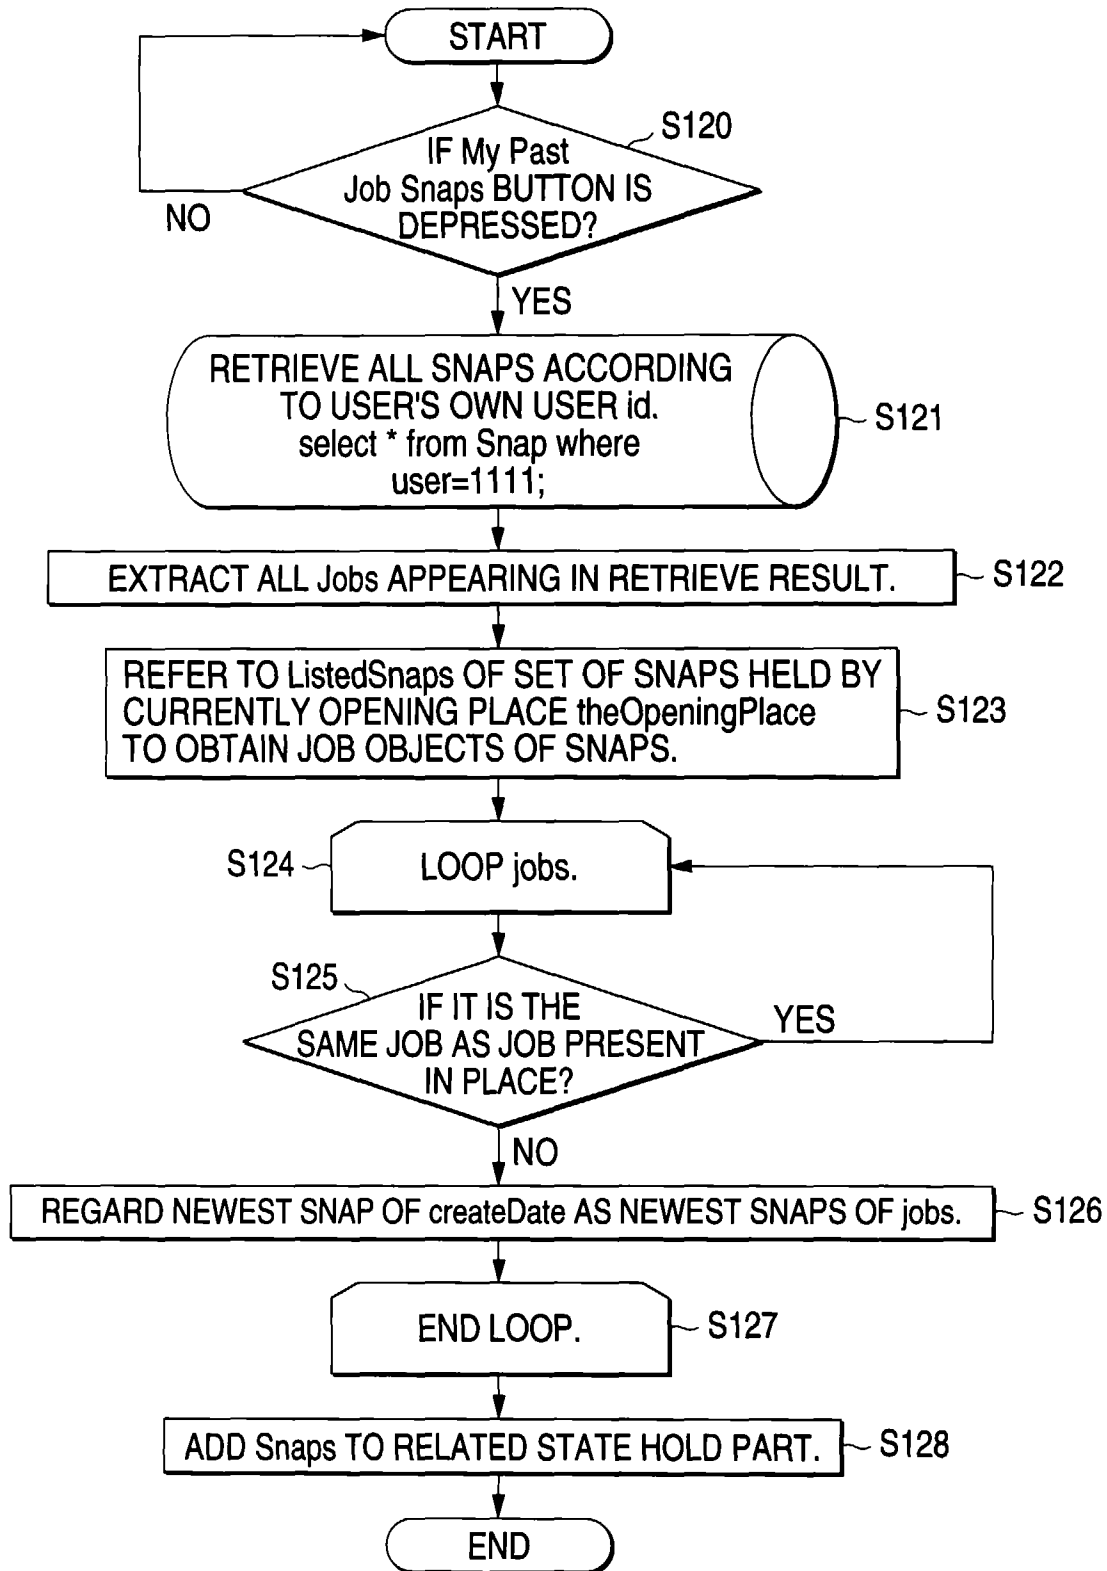 START
S120
IF My Past
Job Snaps BUTTON IS
DEPRESSED?
NO
YES
RETRIEVE ALL SNAPS ACCORDING
TO USER'S OWN USER id.
select * from Snap where
user=1111;
S121
EXTRACT ALL Jobs APPEARING IN RETRIEVE RESULT.
S122
REFER TO ListedSnaps OF SET OF SNAPS HELD BY
CURRENTLY OPENING PLACE theOpeningPlace
TO OBTAIN JOB OBJECTS OF SNAPS.
S123
S124
LOOP jobs.
S125
IF IT IS THE
SAME JOB AS JOB PRESENT
IN PLACE?
YES
NO
REGARD NEWEST SNAP OF createDate AS NEWEST SNAPS OF jobs.
S126
END LOOP.
S127
ADD Snaps TO RELATED STATE HOLD PART.
S128
END